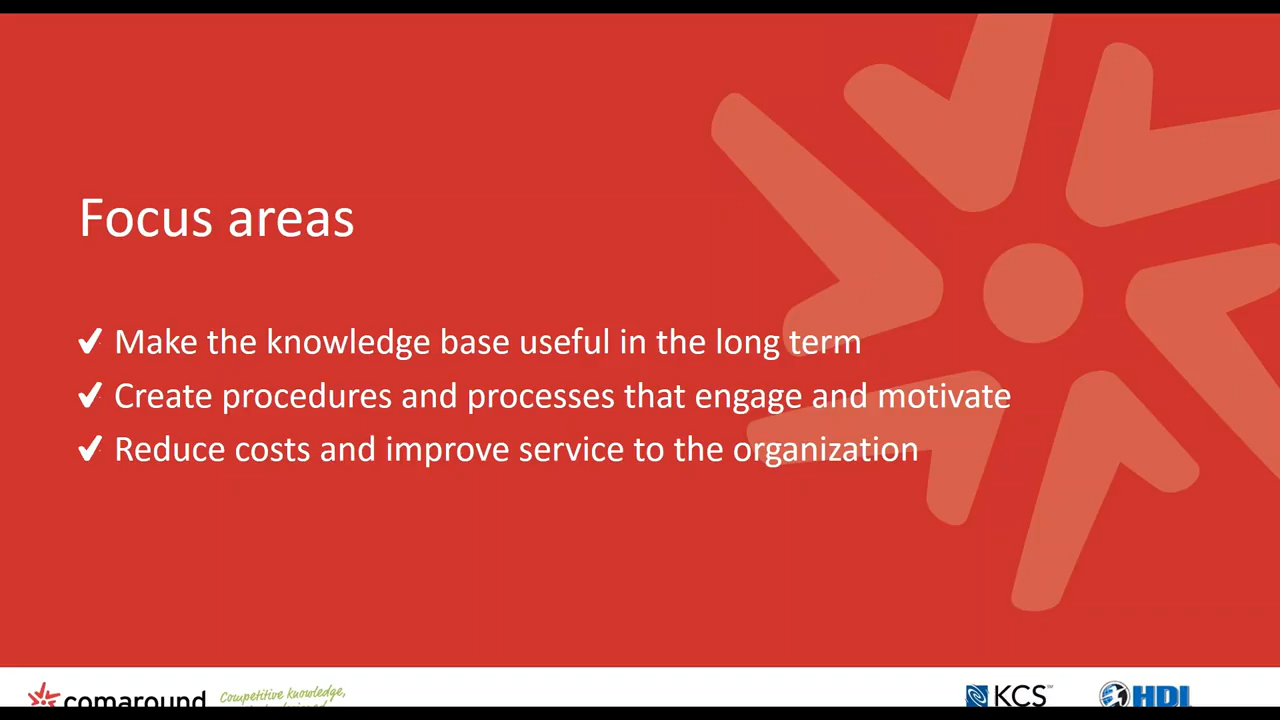 Focus areas
✔ Make the knowledge base useful in the long term
✔ Create procedures and processes that engage and motivate
✔ Reduce costs and improve service to the organization
comaround
Competitive knowledge,
KCS℠
HDI